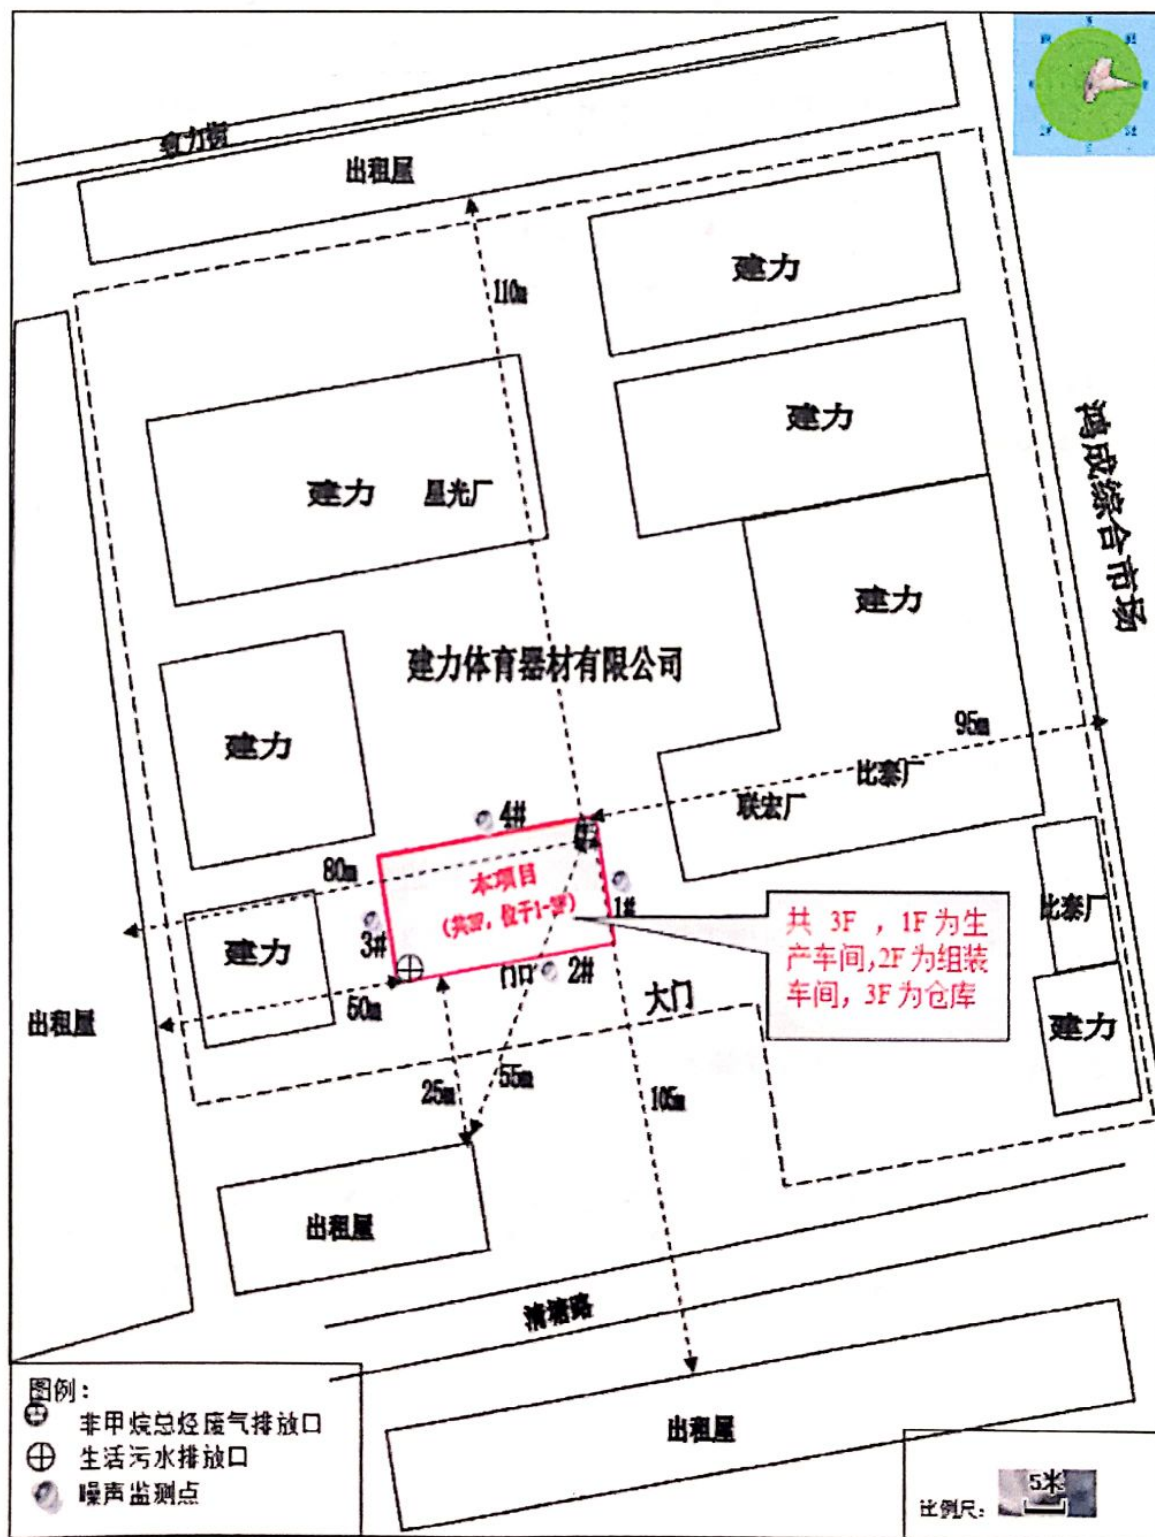 出租屋
110m
建力
建力
建力 星光厂
鸿成综合市场
建力
建力体育器材有限公司
建力
95m
比泰厂
联宏厂
4#
80m
本项目
1#
3#
建力
门口
2#
50m
大门
共 3F ，1F 为生
产车间,2F 为组装
车间，3F 为仓库
比泰厂
建力
出租屋
25m
55m
105m
出租屋
清塘路
出租屋
图例：
非甲烷总烃废气排放口
生活污水排放口
噪声监测点
5米
比例尺：